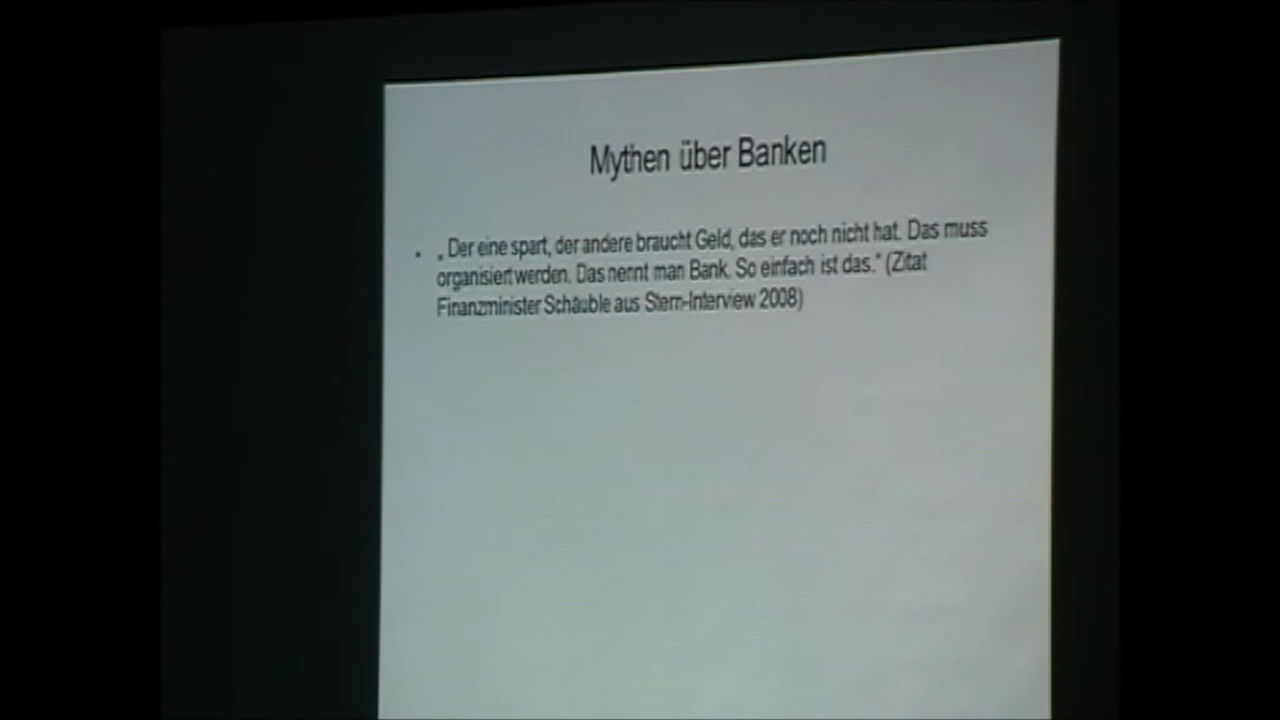 Mythen über Banken
• „Der eine spart, der andere braucht Geld, das er noch nicht hat. Das muss
organisiert werden. Das nennt man Bank. So einfach ist das.“ (Zitat
Finanzminister Schäuble aus Stern-Interview 2008)